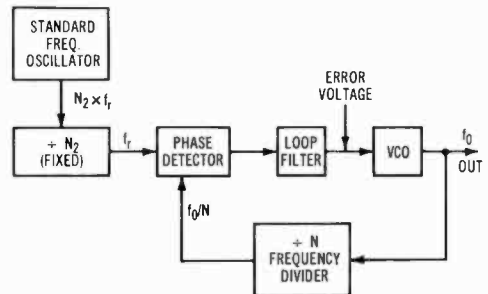 STANDARD
FREQ.
OSCILLATOR
N₂ × fᵣ
÷ N₂
(FIXED)
fᵣ
PHASE
DETECTOR
LOOP
FILTER
ERROR
VOLTAGE
VCO
f₀
OUT
f₀/N
÷ N
FREQUENCY
DIVIDER